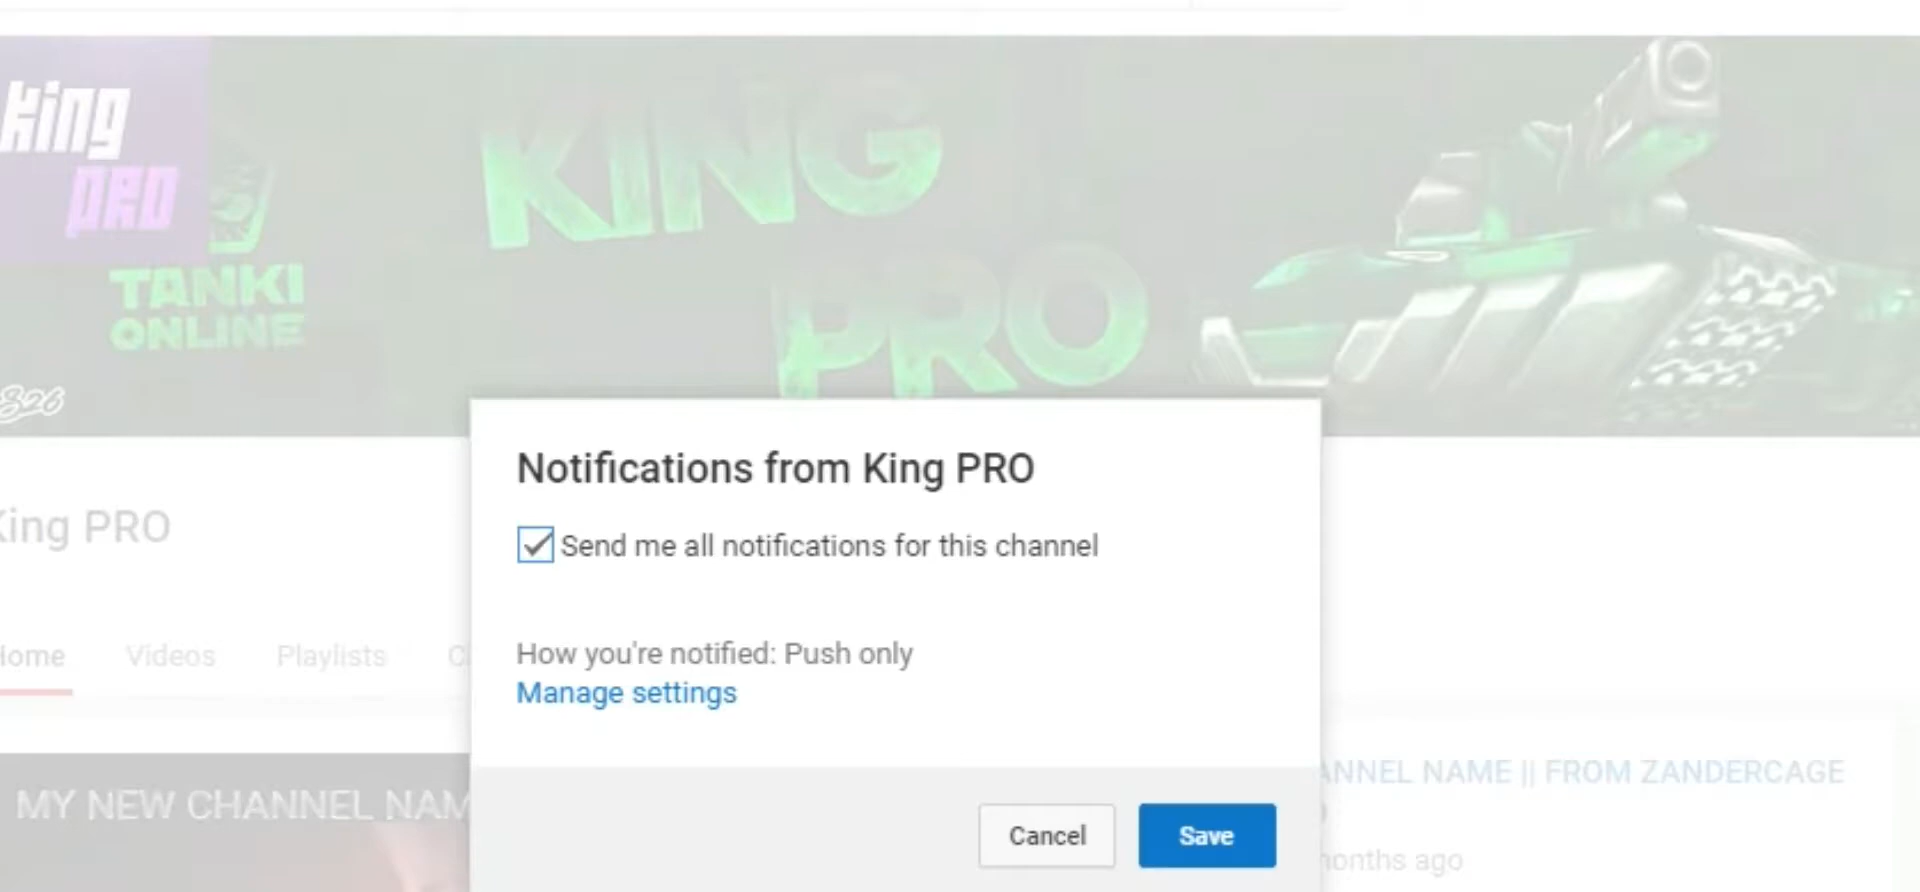 King
PRO
KING
PRO
TANKI
ONLINE
826
Notifications from King PRO
King PRO
Send me all notifications for this channel
How you're notified: Push only
Home Videos Playlists
Manage settings
MY NEW CHANNEL NAM
ANNEL NAME || FROM ZANDERCAGE
Cancel Save
months ago